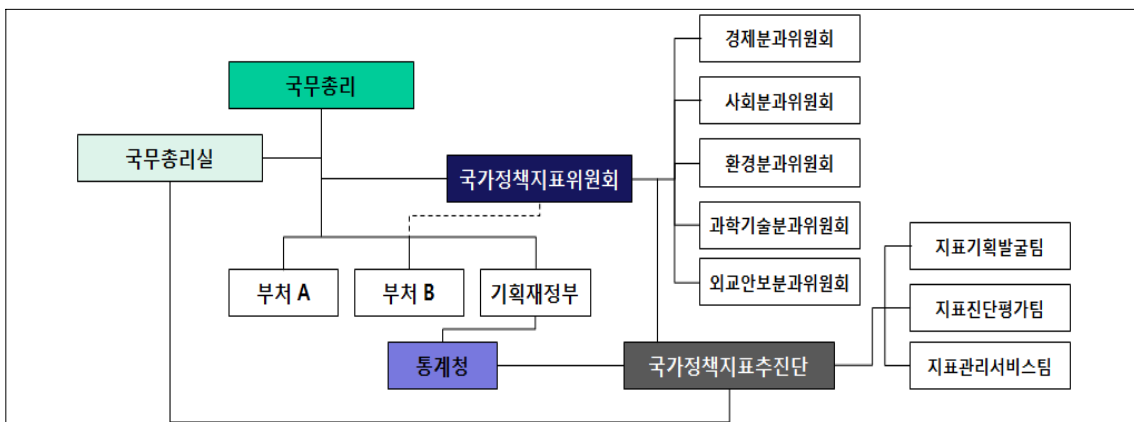 경제분과위원회
국무총리
사회분과위원회
국무총리실
환경분과위원회
국가정책지표위원회
과학기술분과위원회
지표기획발굴팀
외교안보분과위원회
부처 A
부처 B
기획재정부
지표진단평가팀
통계청
국가정책지표추진단
지표관리서비스팀